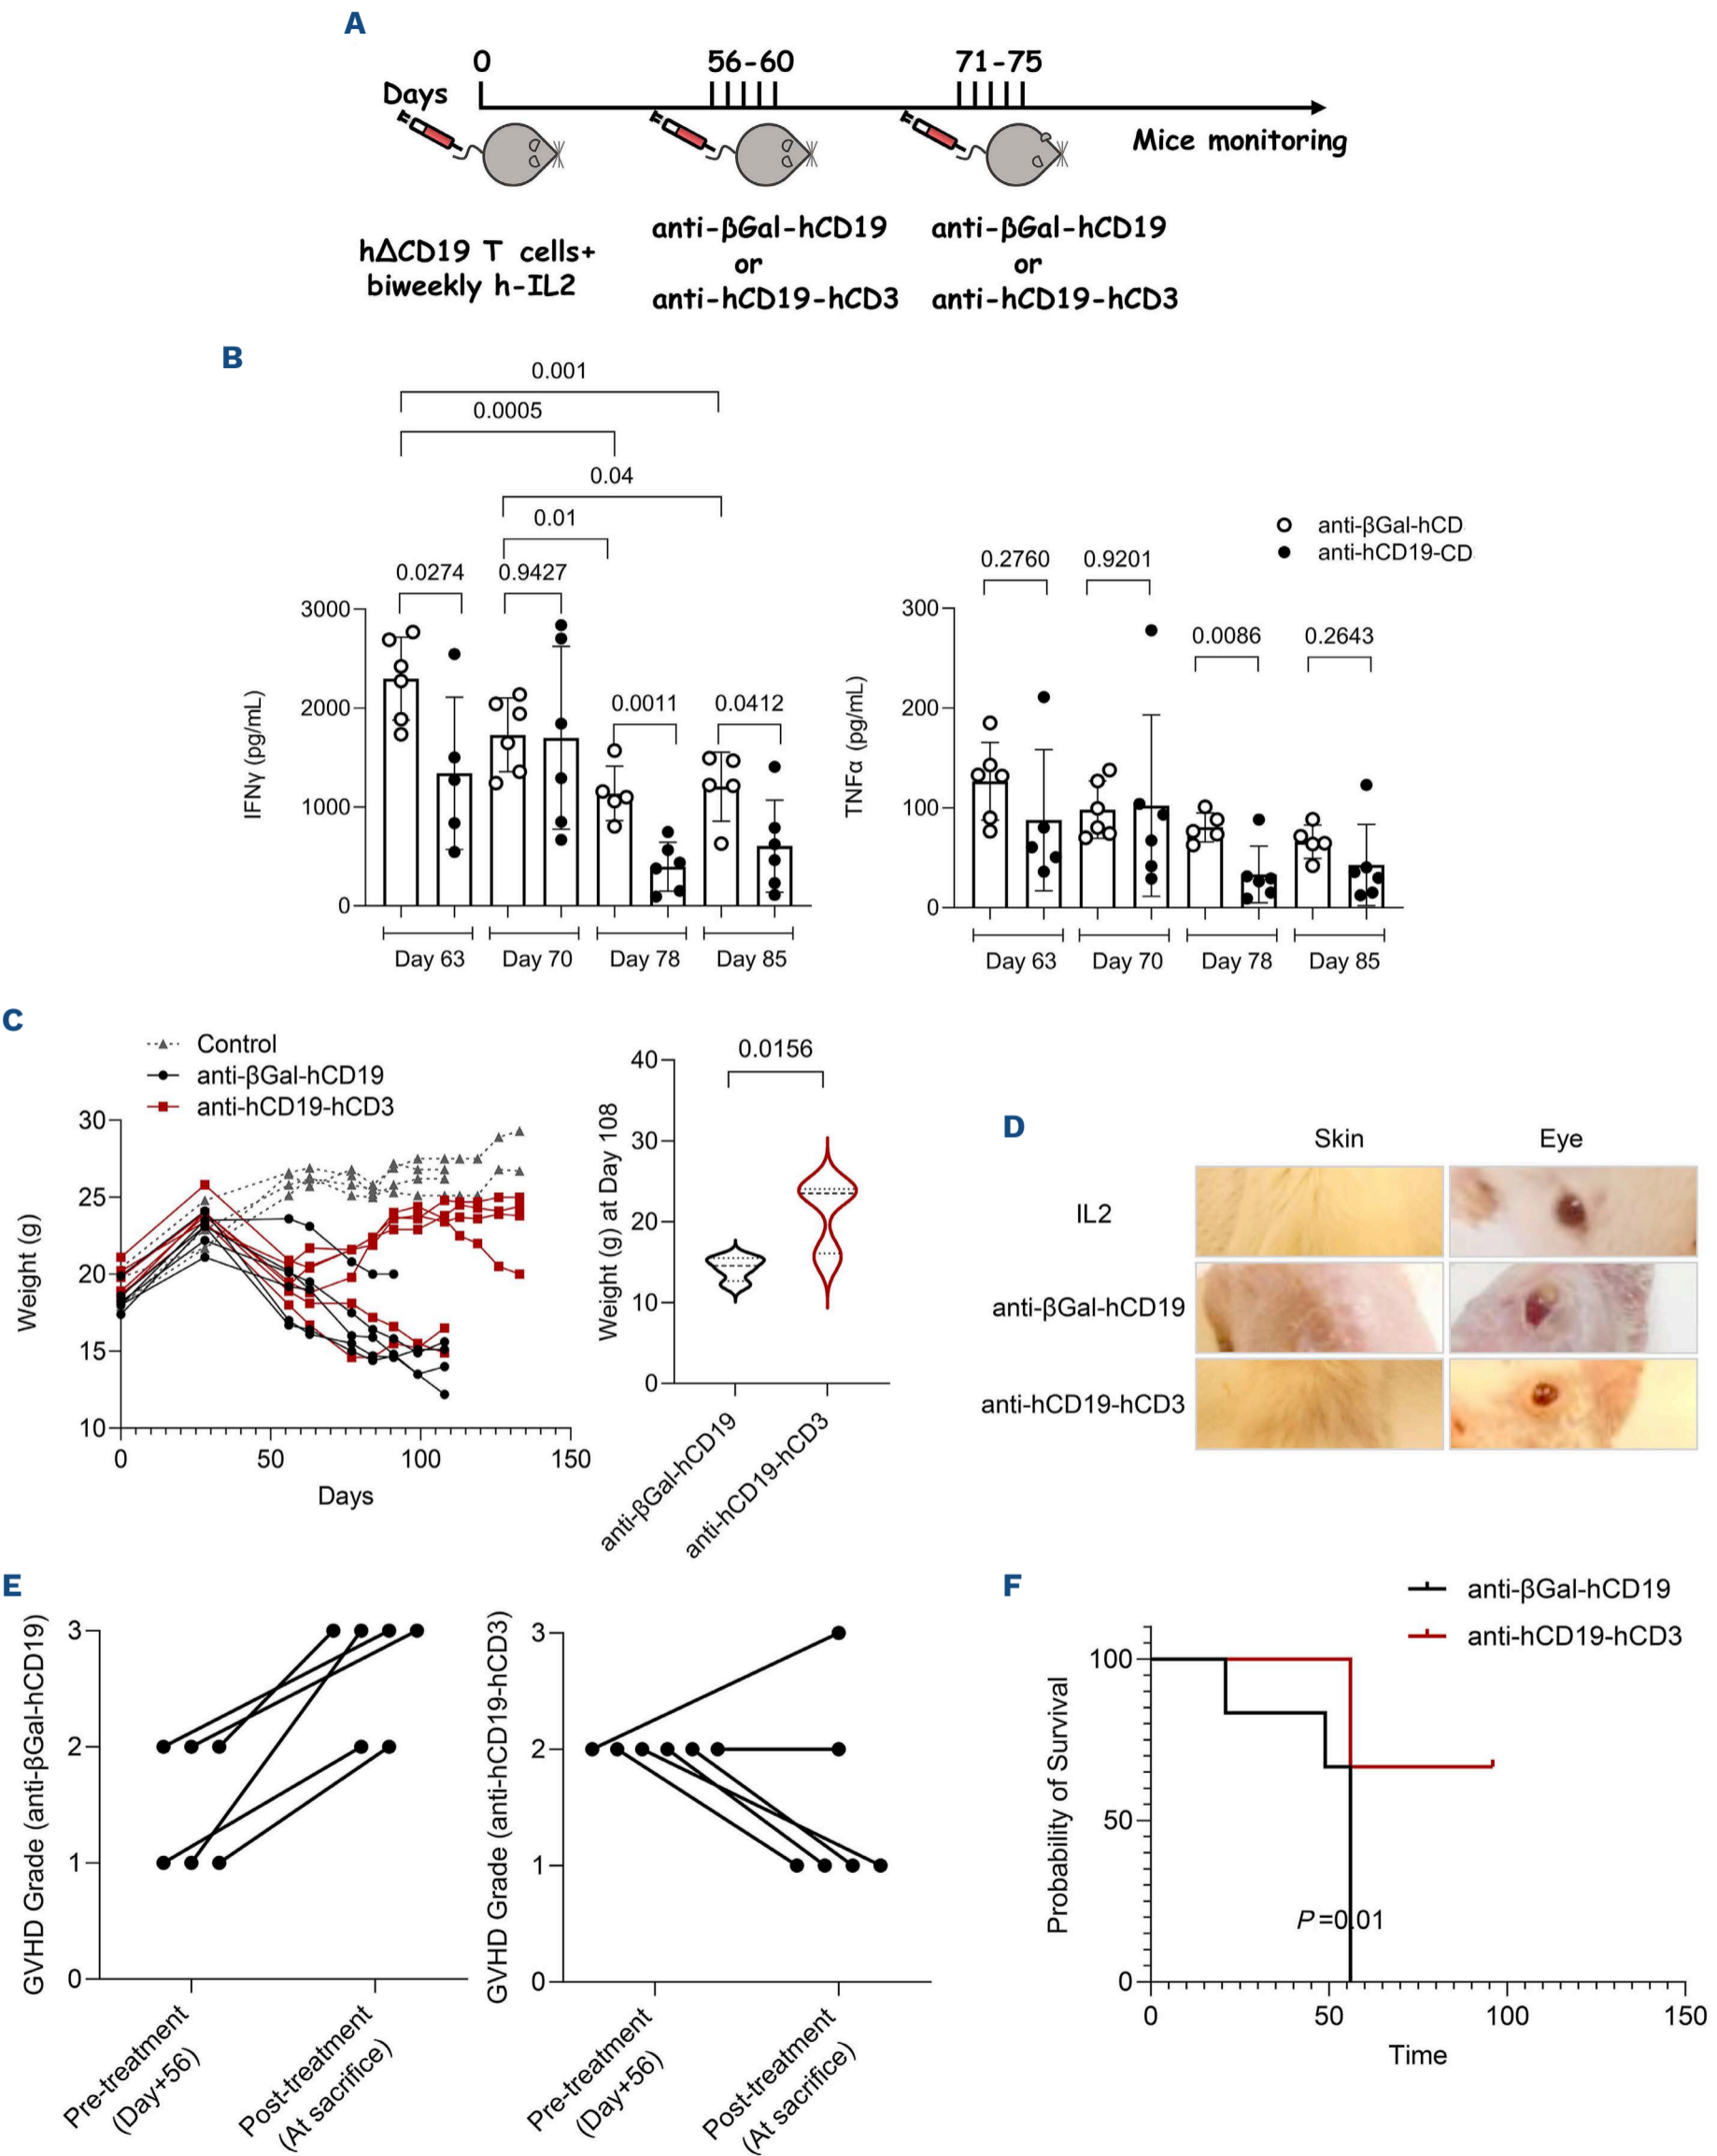 A
0
56-60
71-75
Days
Mice monitoring
hΔCD19 T cells+
biweekly h-IL2
anti-βGal-hCD19
or
anti-hCD19-hCD3
anti-βGal-hCD19
or
anti-hCD19-hCD3
B
0.001
0.0005
0.04
0.01
0.0274
0.9427
0.0011
0.0412
3000
2000
1000
0
IFNγ (pg/mL)
Day 63
Day 70
Day 78
Day 85
anti-βGal-hCD
anti-hCD19-CD
0.2760
0.9201
0.0086
0.2643
300
200
100
0
TNFα (pg/mL)
Day 63
Day 70
Day 78
Day 85
C
Control
anti-βGal-hCD19
anti-hCD19-hCD3
30
25
20
15
10
Weight (g)
0
50
100
150
Days
0.0156
40
30
20
10
0
Weight (g) at Day 108
anti-βGal-hCD19
anti-hCD19-hCD3
D
Skin
Eye
IL2
anti-βGal-hCD19
anti-hCD19-hCD3
E
GVHD Grade (anti-βGal-hCD19)
3
2
1
0
Pre-treatment
(Day+56)
Post-treatment
(At sacrifice)
GVHD Grade (anti-hCD19-hCD3)
3
2
1
0
Pre-treatment
(Day+56)
Post-treatment
(At sacrifice)
F
anti-βGal-hCD19
anti-hCD19-hCD3
Probability of Survival
100
50
0
P=0.01
0
50
100
150
Time